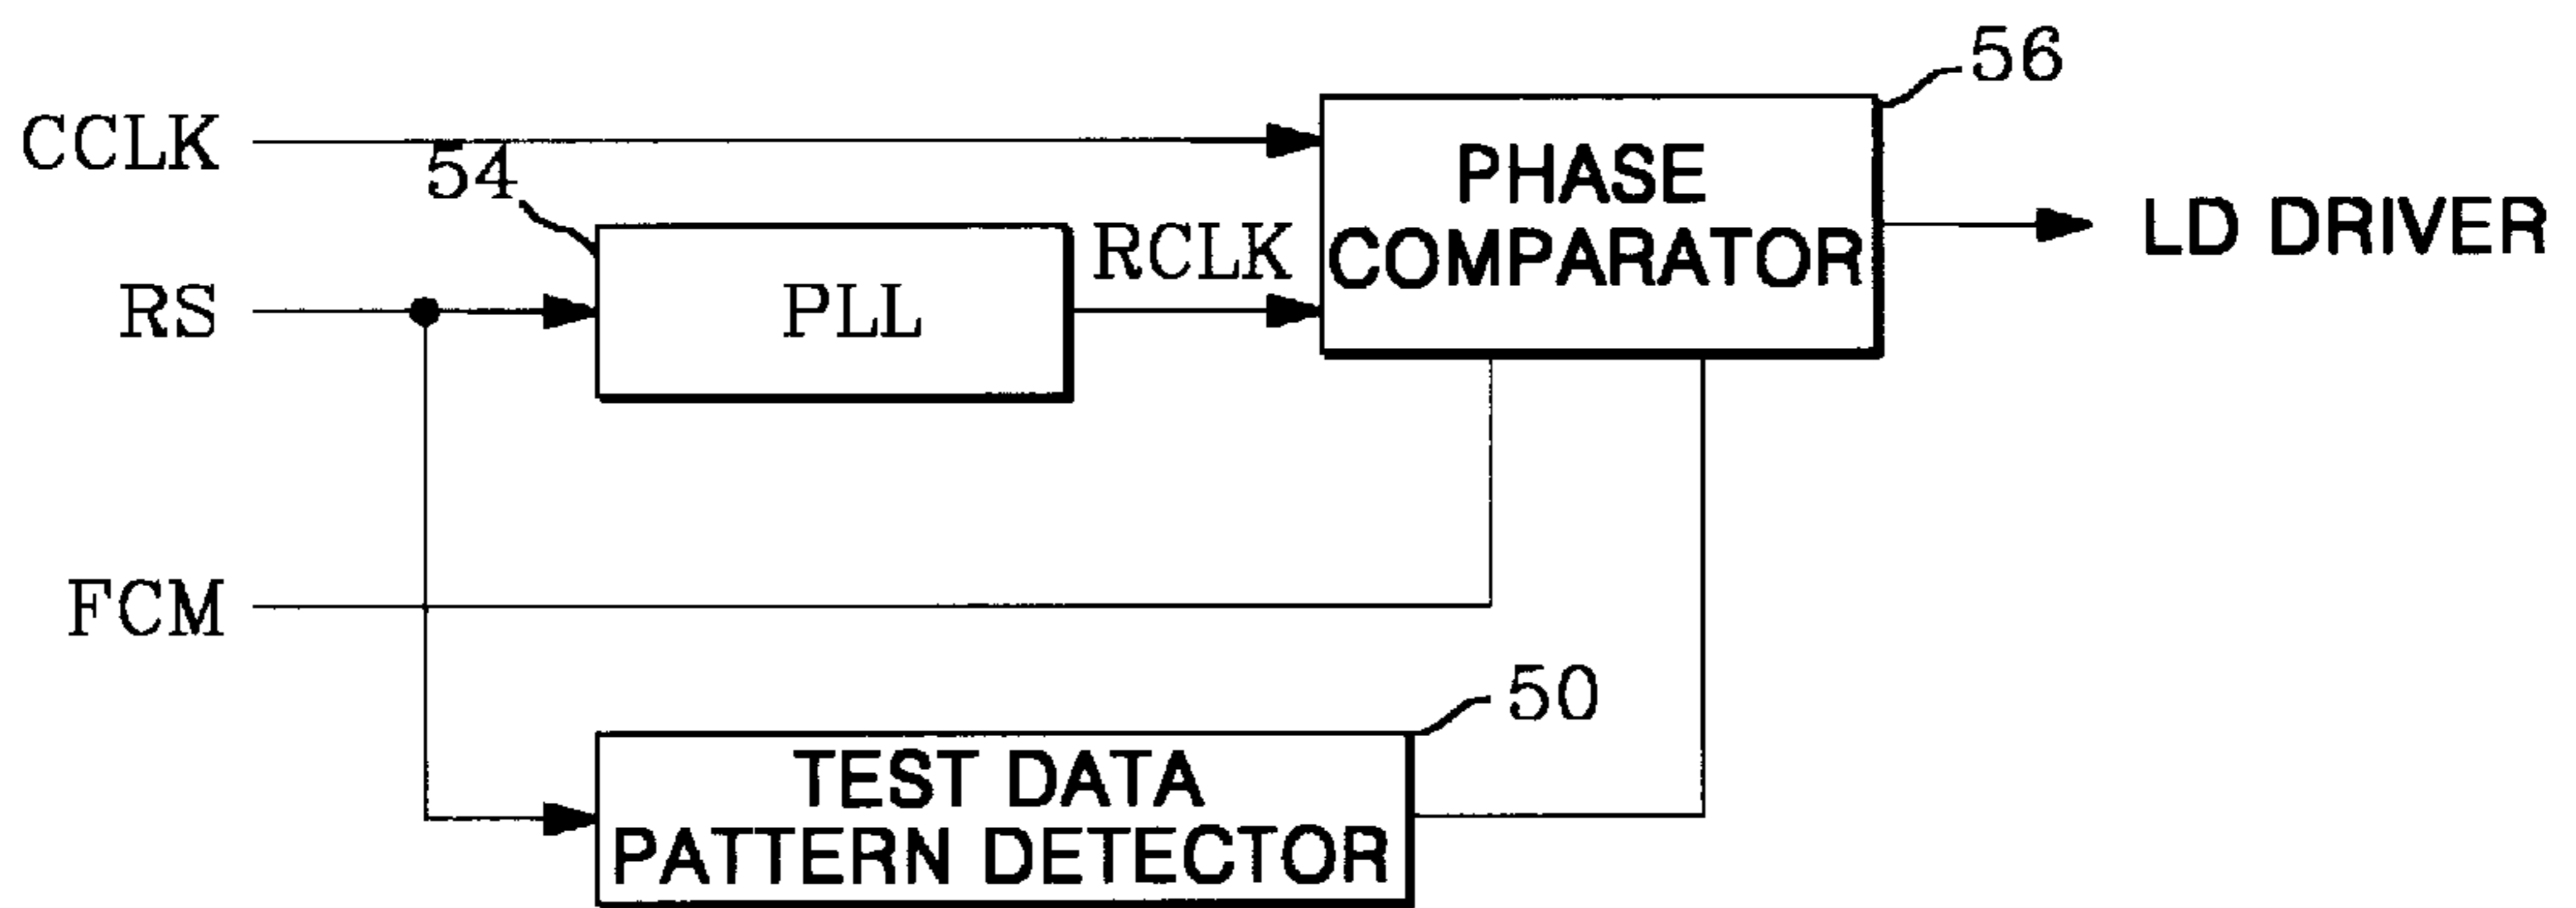 56
CCLK
54
PHASE
COMPARATOR
LD DRIVER
RS
PLL
RCLK
FCM
50
TEST DATA
PATTERN DETECTOR